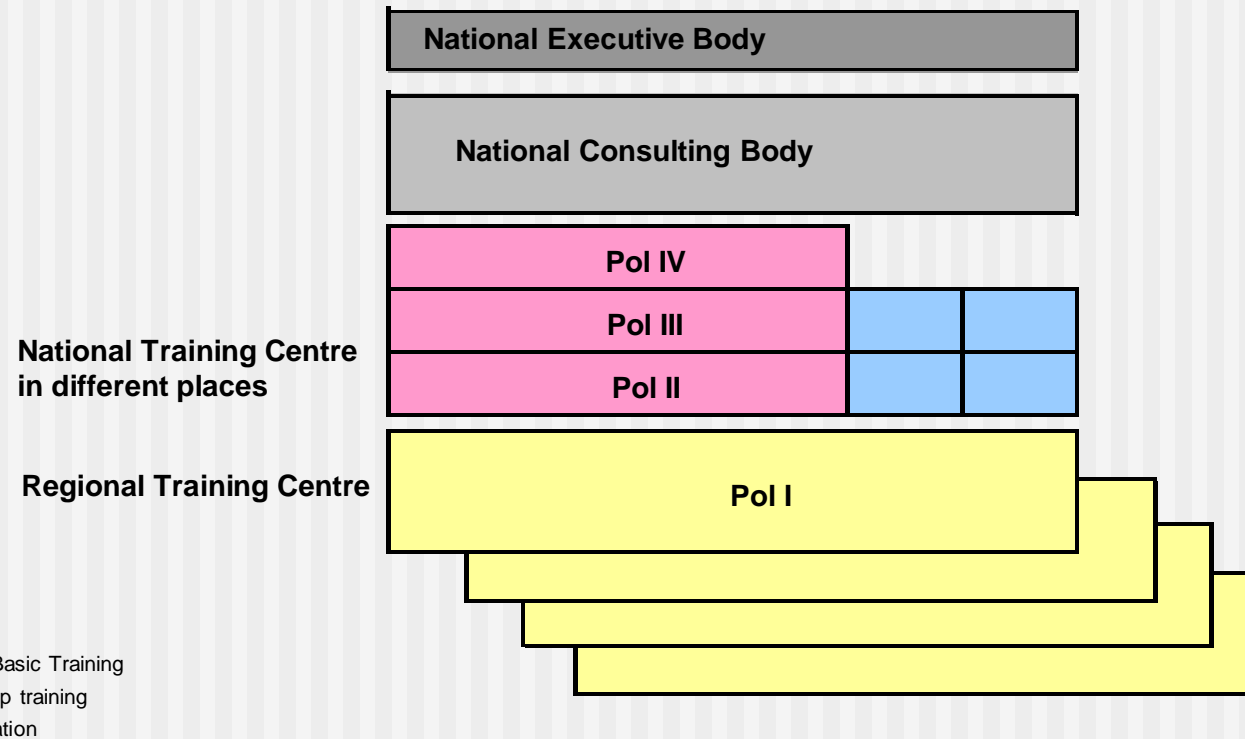 National Executive Body
National Consulting Body
Pol IV
Pol III
National Training Centre
in different places
Pol II
Regional Training Centre
Pol I
Basic Training
training